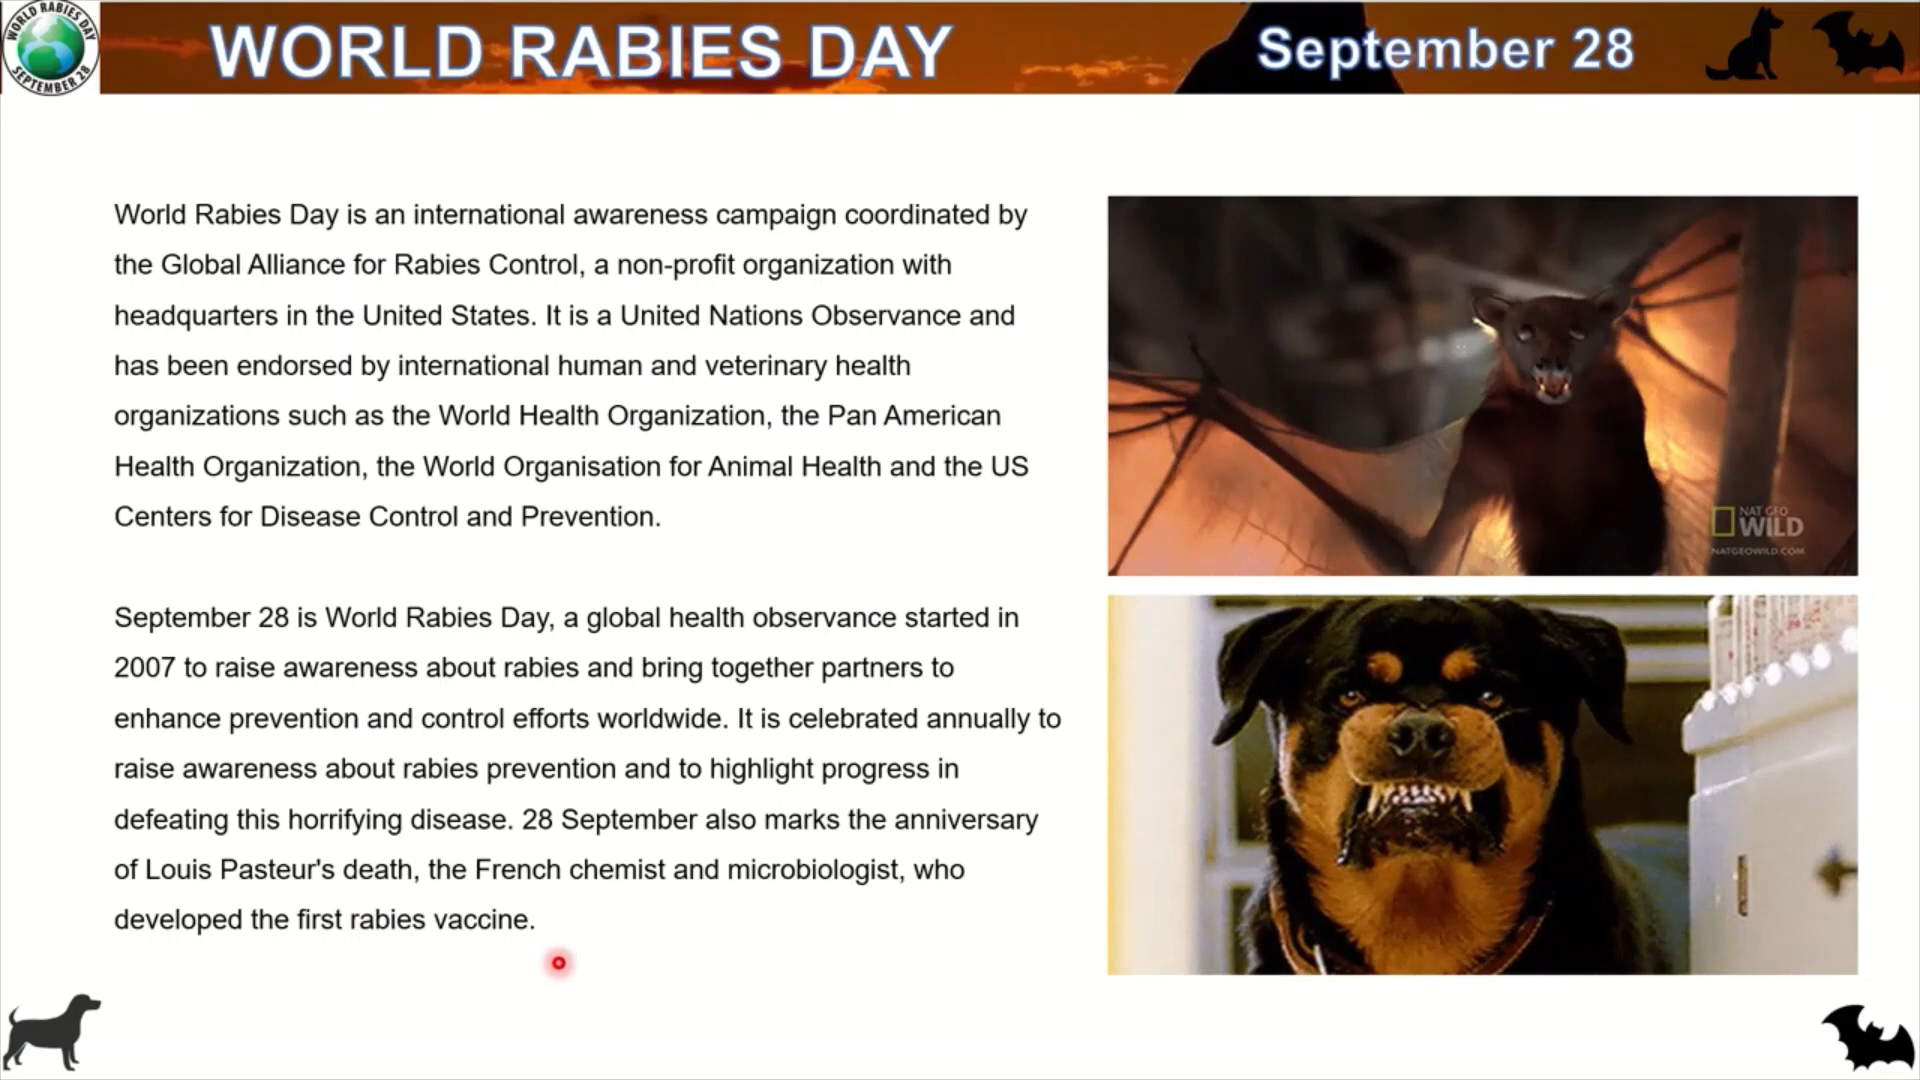 WORLD RABIES DAY
SEPTEMBER 28
WORLD RABIES DAY
September 28
World Rabies Day is an international awareness campaign coordinated by
the Global Alliance for Rabies Control, a non-profit organization with
headquarters in the United States. It is a United Nations Observance and
has been endorsed by international human and veterinary health
organizations such as the World Health Organization, the Pan American
Health Organization, the World Organisation for Animal Health and the US
Centers for Disease Control and Prevention.
September 28 is World Rabies Day, a global health observance started in
2007 to raise awareness about rabies and bring together partners to
enhance prevention and control efforts worldwide. It is celebrated annually to
raise awareness about rabies prevention and to highlight progress in
defeating this horrifying disease. 28 September also marks the anniversary
of Louis Pasteur's death, the French chemist and microbiologist, who
developed the first rabies vaccine.
NAT GEO
WILD
NATGEOWILD.COM